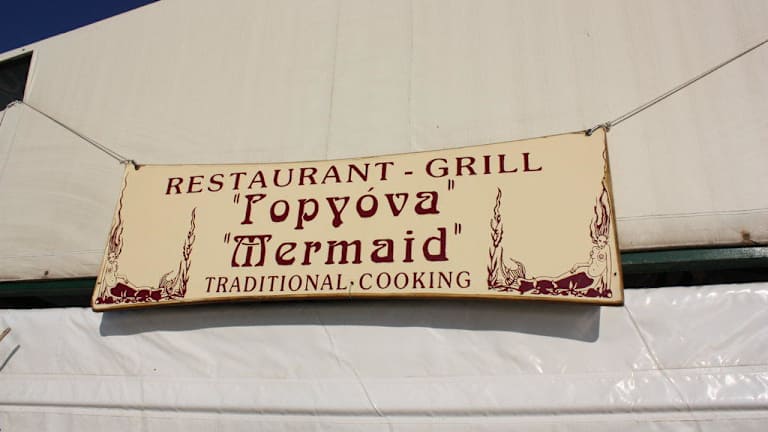 RESTAURANT - GRILL
"Γοργόνα"
"Mermaid"
TRADITIONAL · COOKING